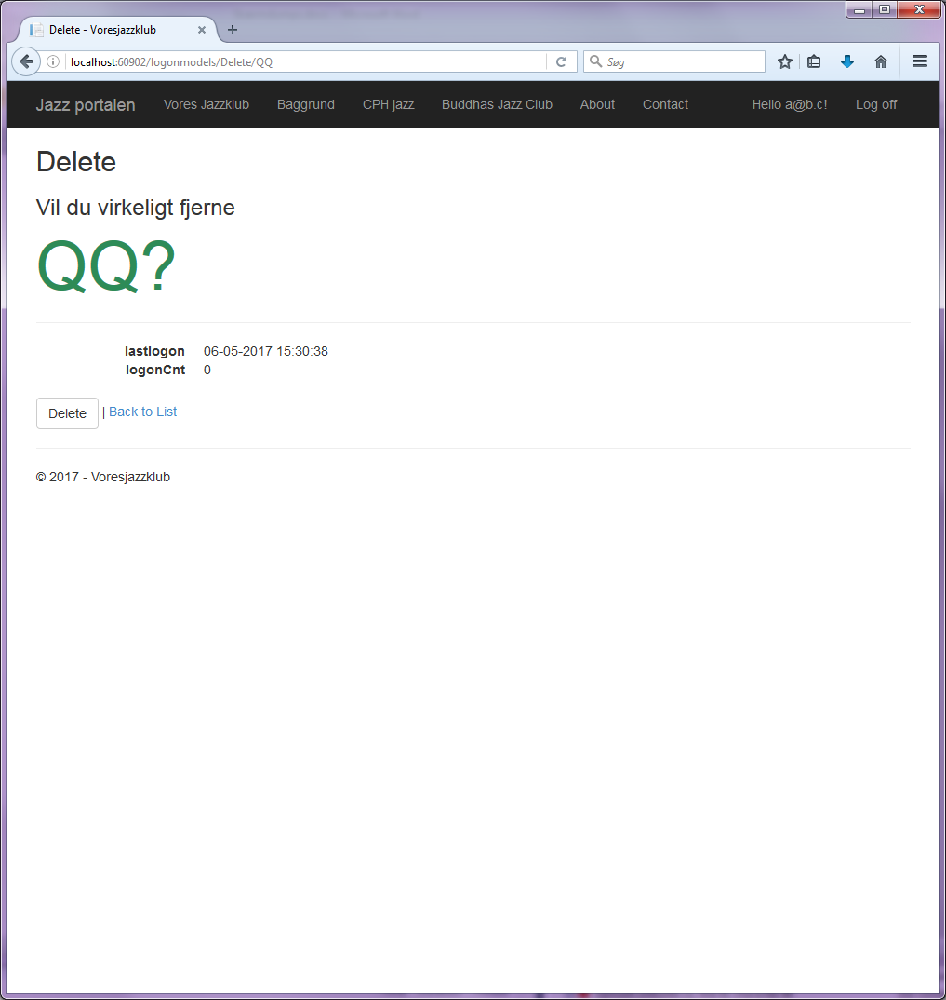 Delete - Voresjazzklub
localhost:60902/logonmodels/Delete/QQ
Søg
Jazz portalen Vores Jazzklub Baggrund CPH jazz Buddhas Jazz Club About Contact Hello a@b.c! Log off
Delete
Vil du virkeligt fjerne
QQ?
lastlogon 06-05-2017 15:30:38
logonCnt 0
Delete | Back to List
© 2017 - Voresjazzklub